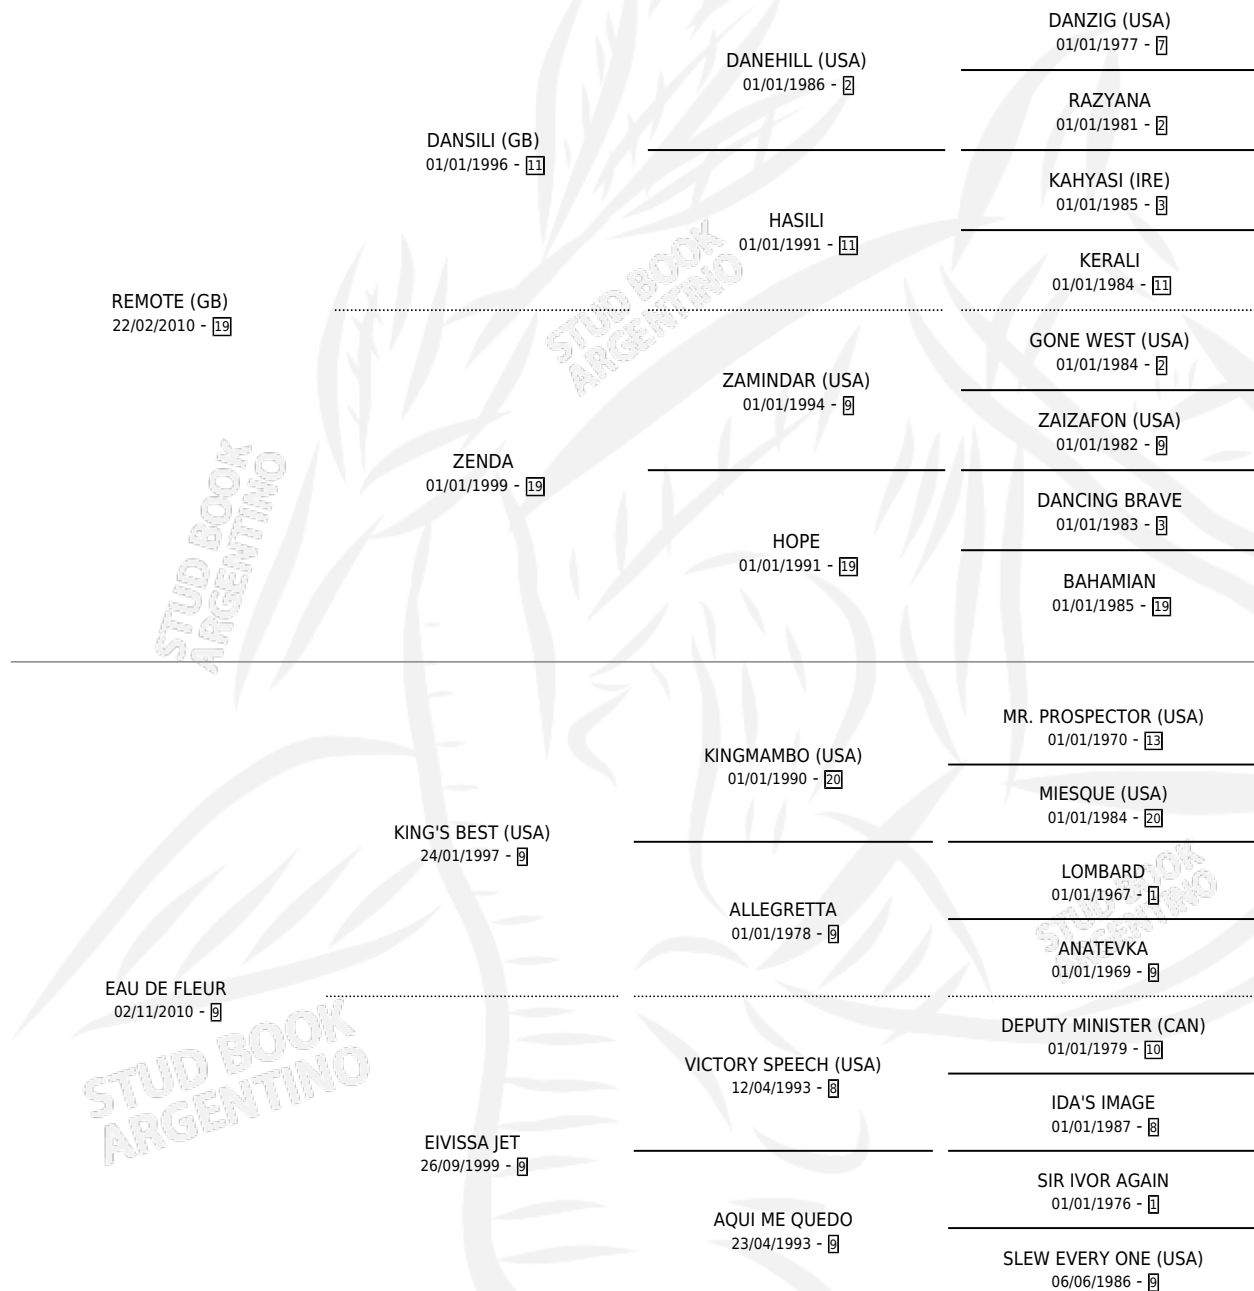 DANZIG (USA)
01/01/1977 - 7
DANEHILL (USA)
01/01/1986 - 2
RAZYANA
01/01/1981 - 2
DANSILI (GB)
01/01/1996 - 11
KAHYASI (IRE)
01/01/1985 - 3
HASILI
01/01/1991 - 11
KERALI
01/01/1984 - 11
REMOTE (GB)
22/02/2010 - 19
GONE WEST (USA)
01/01/1984 - 2
ZAMINDAR (USA)
01/01/1994 - 9
ZAIZAFON (USA)
01/01/1982 - 9
ZENDA
01/01/1999 - 19
DANCING BRAVE
01/01/1983 - 3
HOPE
01/01/1991 - 19
BAHAMIAN
01/01/1985 - 19
MR. PROSPECTOR (USA)
01/01/1970 - 13
KINGMAMBO (USA)
01/01/1990 - 20
MIESQUE (USA)
01/01/1984 - 20
KING'S BEST (USA)
24/01/1997 - 9
LOMBARD
01/01/1967 - 1
ALLEGRETTA
01/01/1978 - 9
ANATEVKA
01/01/1969 - 9
EAU DE FLEUR
02/11/2010 - 9
DEPUTY MINISTER (CAN)
01/01/1979 - 10
VICTORY SPEECH (USA)
12/04/1993 - 8
IDA'S IMAGE
01/01/1987 - 8
EIVISSA JET
26/09/1999 - 9
SIR IVOR AGAIN
01/01/1976 - 1
AQUI ME QUEDO
23/04/1993 - 9
SLEW EVERY ONE (USA)
06/06/1986 - 9
STUD BOOK
ARGENTINO
STUD BOOK
ARGENTINO
STUD BOOK
ARGENTINO
STUD BOOK
ARGENTINO